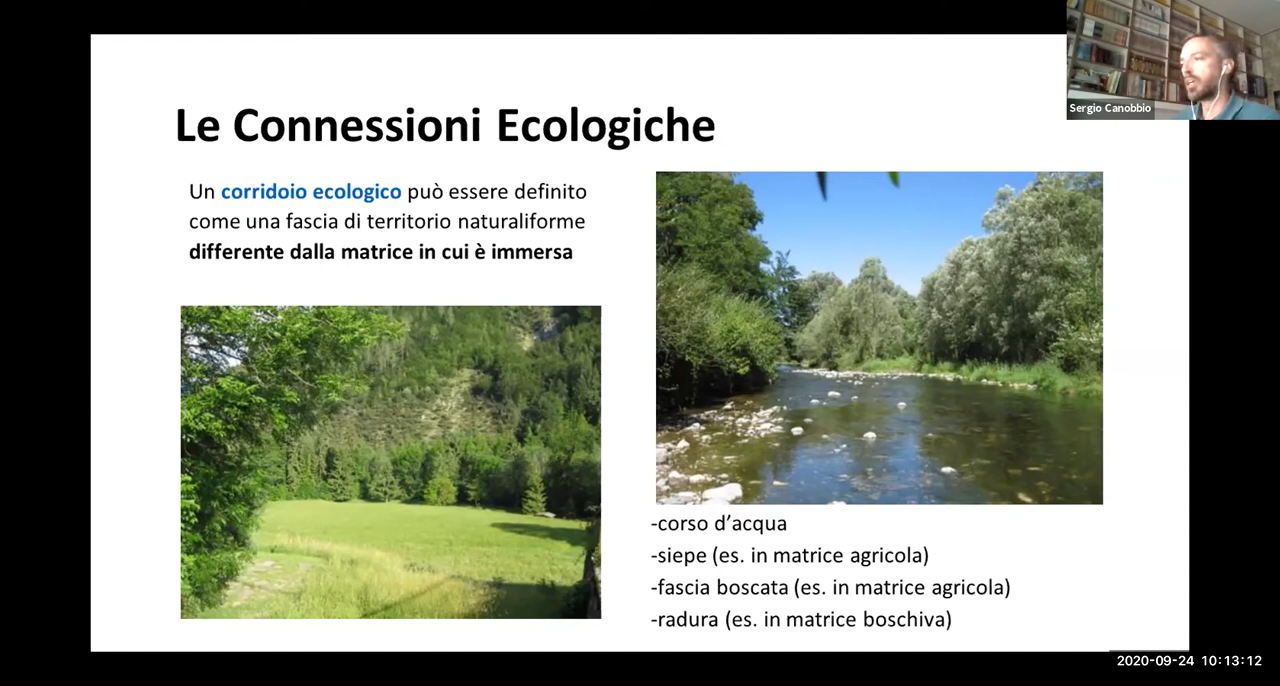 Sergio Canobbio
Le Connessioni Ecologiche
Un corridoio ecologico può essere definito
come una fascia di territorio naturaliforme
differente dalla matrice in cui è immersa
-corso d’acqua
-siepe (es. in matrice agricola)
-fascia boscata (es. in matrice agricola)
-radura (es. in matrice boschiva)
2020-09-24 10:13:12